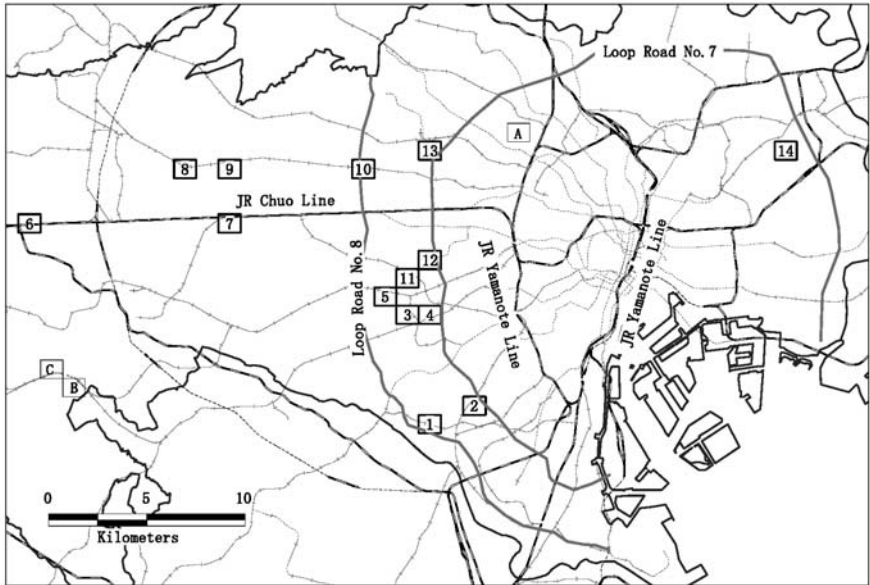 Loop Road No. 7
A
13
14
8
9
10
JR Chuo Line
6
7
JR Yamanote Line
JR Yamanote Line
Loop Road No. 8
12
11
5
3
4
C
B
2
1
0
5
10
Kilometers